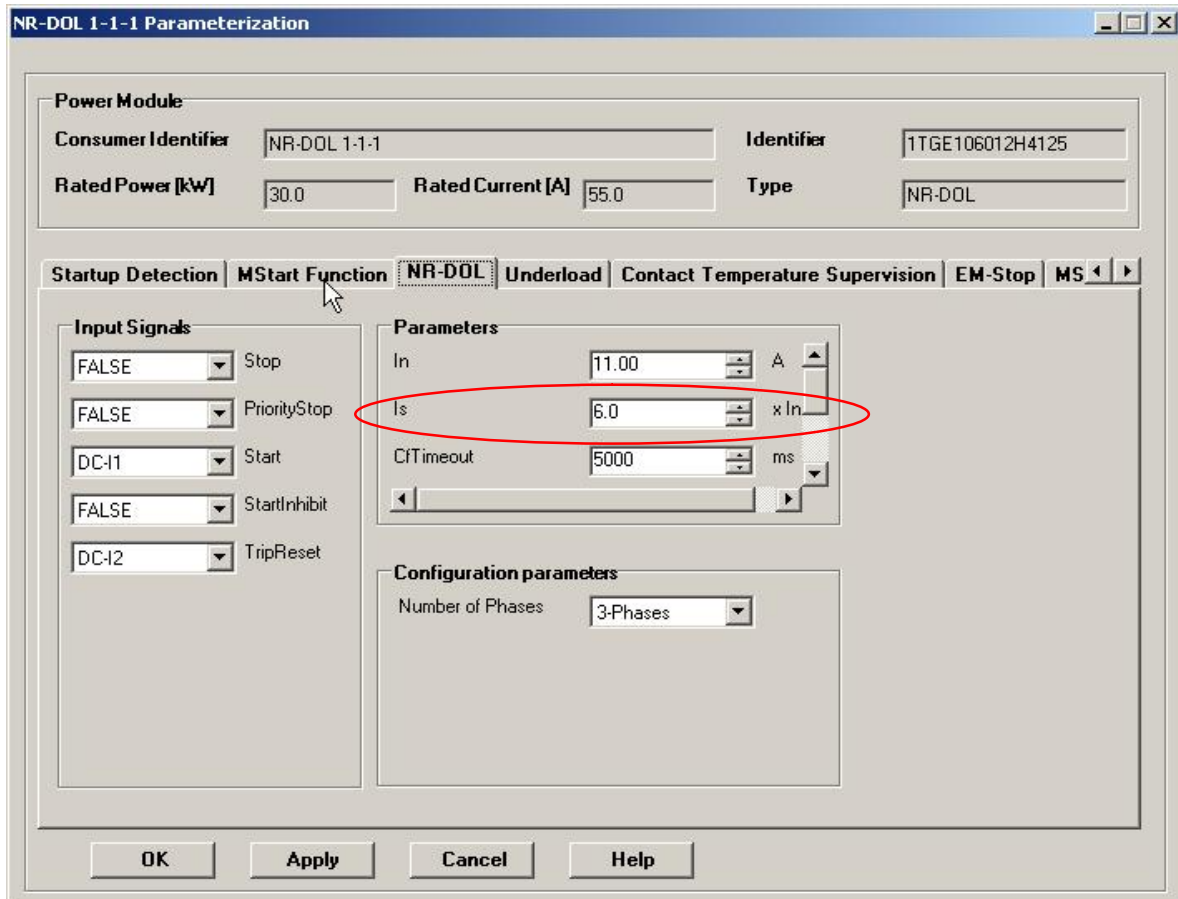 NR-DOL 1-1-1 Parameterization
Power Module
Consumer Identifier NR-DOL 1-1-1 Identifier 1TGE106012H4125
Rated Power [kW] 30.0 Rated Current [A] 55.0 Type NR-DOL
Startup Detection MStart Function NR-DOL Underload Contact Temperature Supervision EM-Stop MS
Input Signals
FALSE Stop
FALSE PriorityStop
DC-I1 Start
FALSE StartInhibit
DC-I2 TripReset
Parameters
In 11.00 A
Is 6.0 x In
CfTimeout 5000 ms
Configuration parameters
Number of Phases 3-Phases
OK Apply Cancel Help